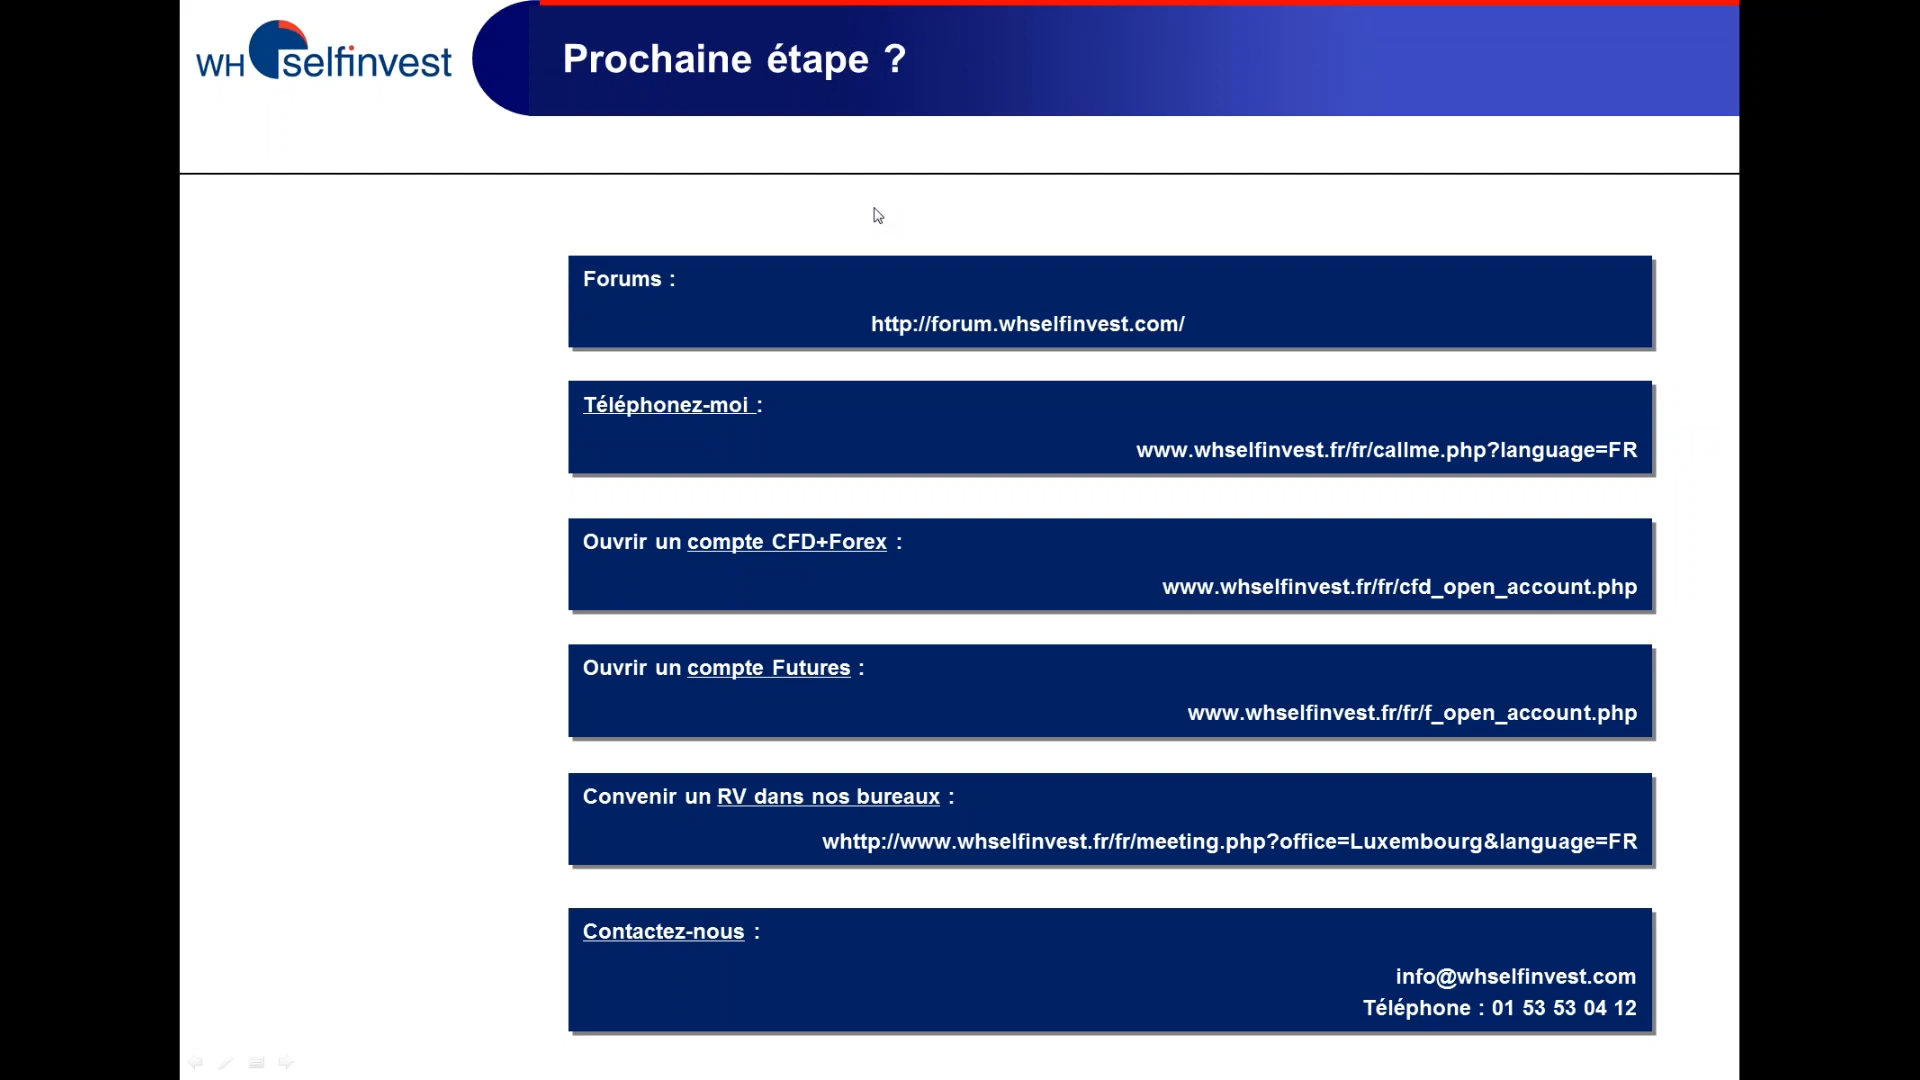 WH selfinvest
Prochaine étape ?
Forums :
http://forum.whselfinvest.com/
Téléphonez-moi :
www.whselfinvest.fr/fr/callme.php?language=FR
Ouvrir un compte CFD+Forex :
www.whselfinvest.fr/fr/cfd_open_account.php
Ouvrir un compte Futures :
www.whselfinvest.fr/fr/f_open_account.php
Convenir un RV dans nos bureaux :
whttp://www.whselfinvest.fr/fr/meeting.php?office=Luxembourg&language=FR
Contactez-nous :
info@whselfinvest.com
Téléphone : 01 53 53 04 12